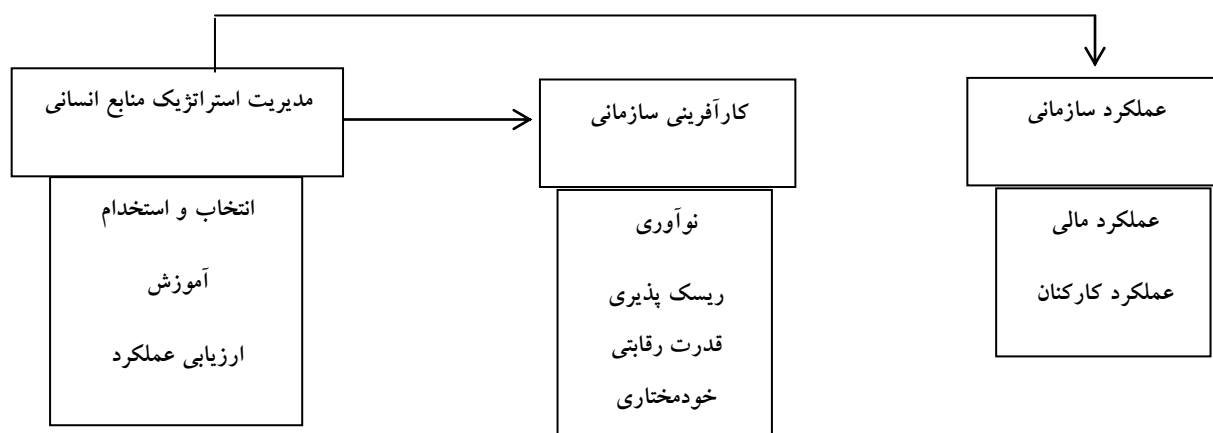 مدیریت استراتژیک منابع انسانی
انتخاب و استخدام
آموزش
ارزیابی عملکرد
کارآفرینی سازمانی
نوآوری
ریسک پذیری
قدرت رقابتی
خودمختاری
عملکرد سازمانی
عملکرد مالی
عملکرد کارکنان